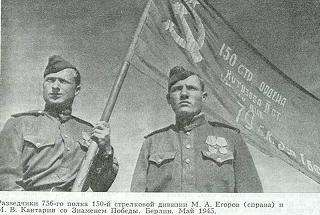 150 СТР. ОРДЕНА
Разведчики 756-го полка 150-й стрелковой дивизии М. А. Егоров (справа) и
М. В. Кантария со Знаменем Победы. Берлин. Май 1945.